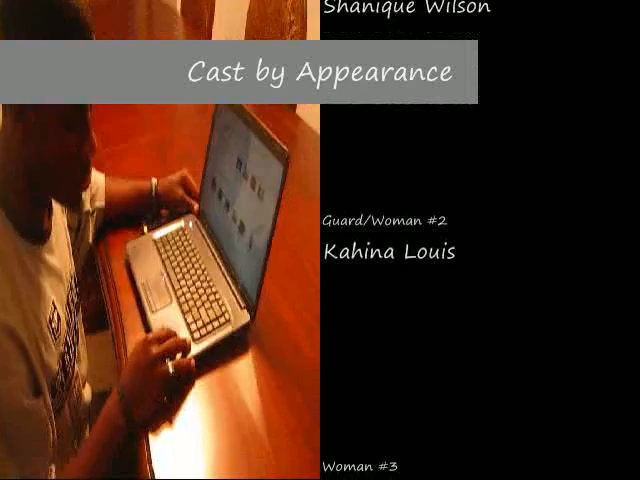 Shanique Wilson
Cast by Appearance
Guard/Woman #2
Kahina Louis
Woman #3